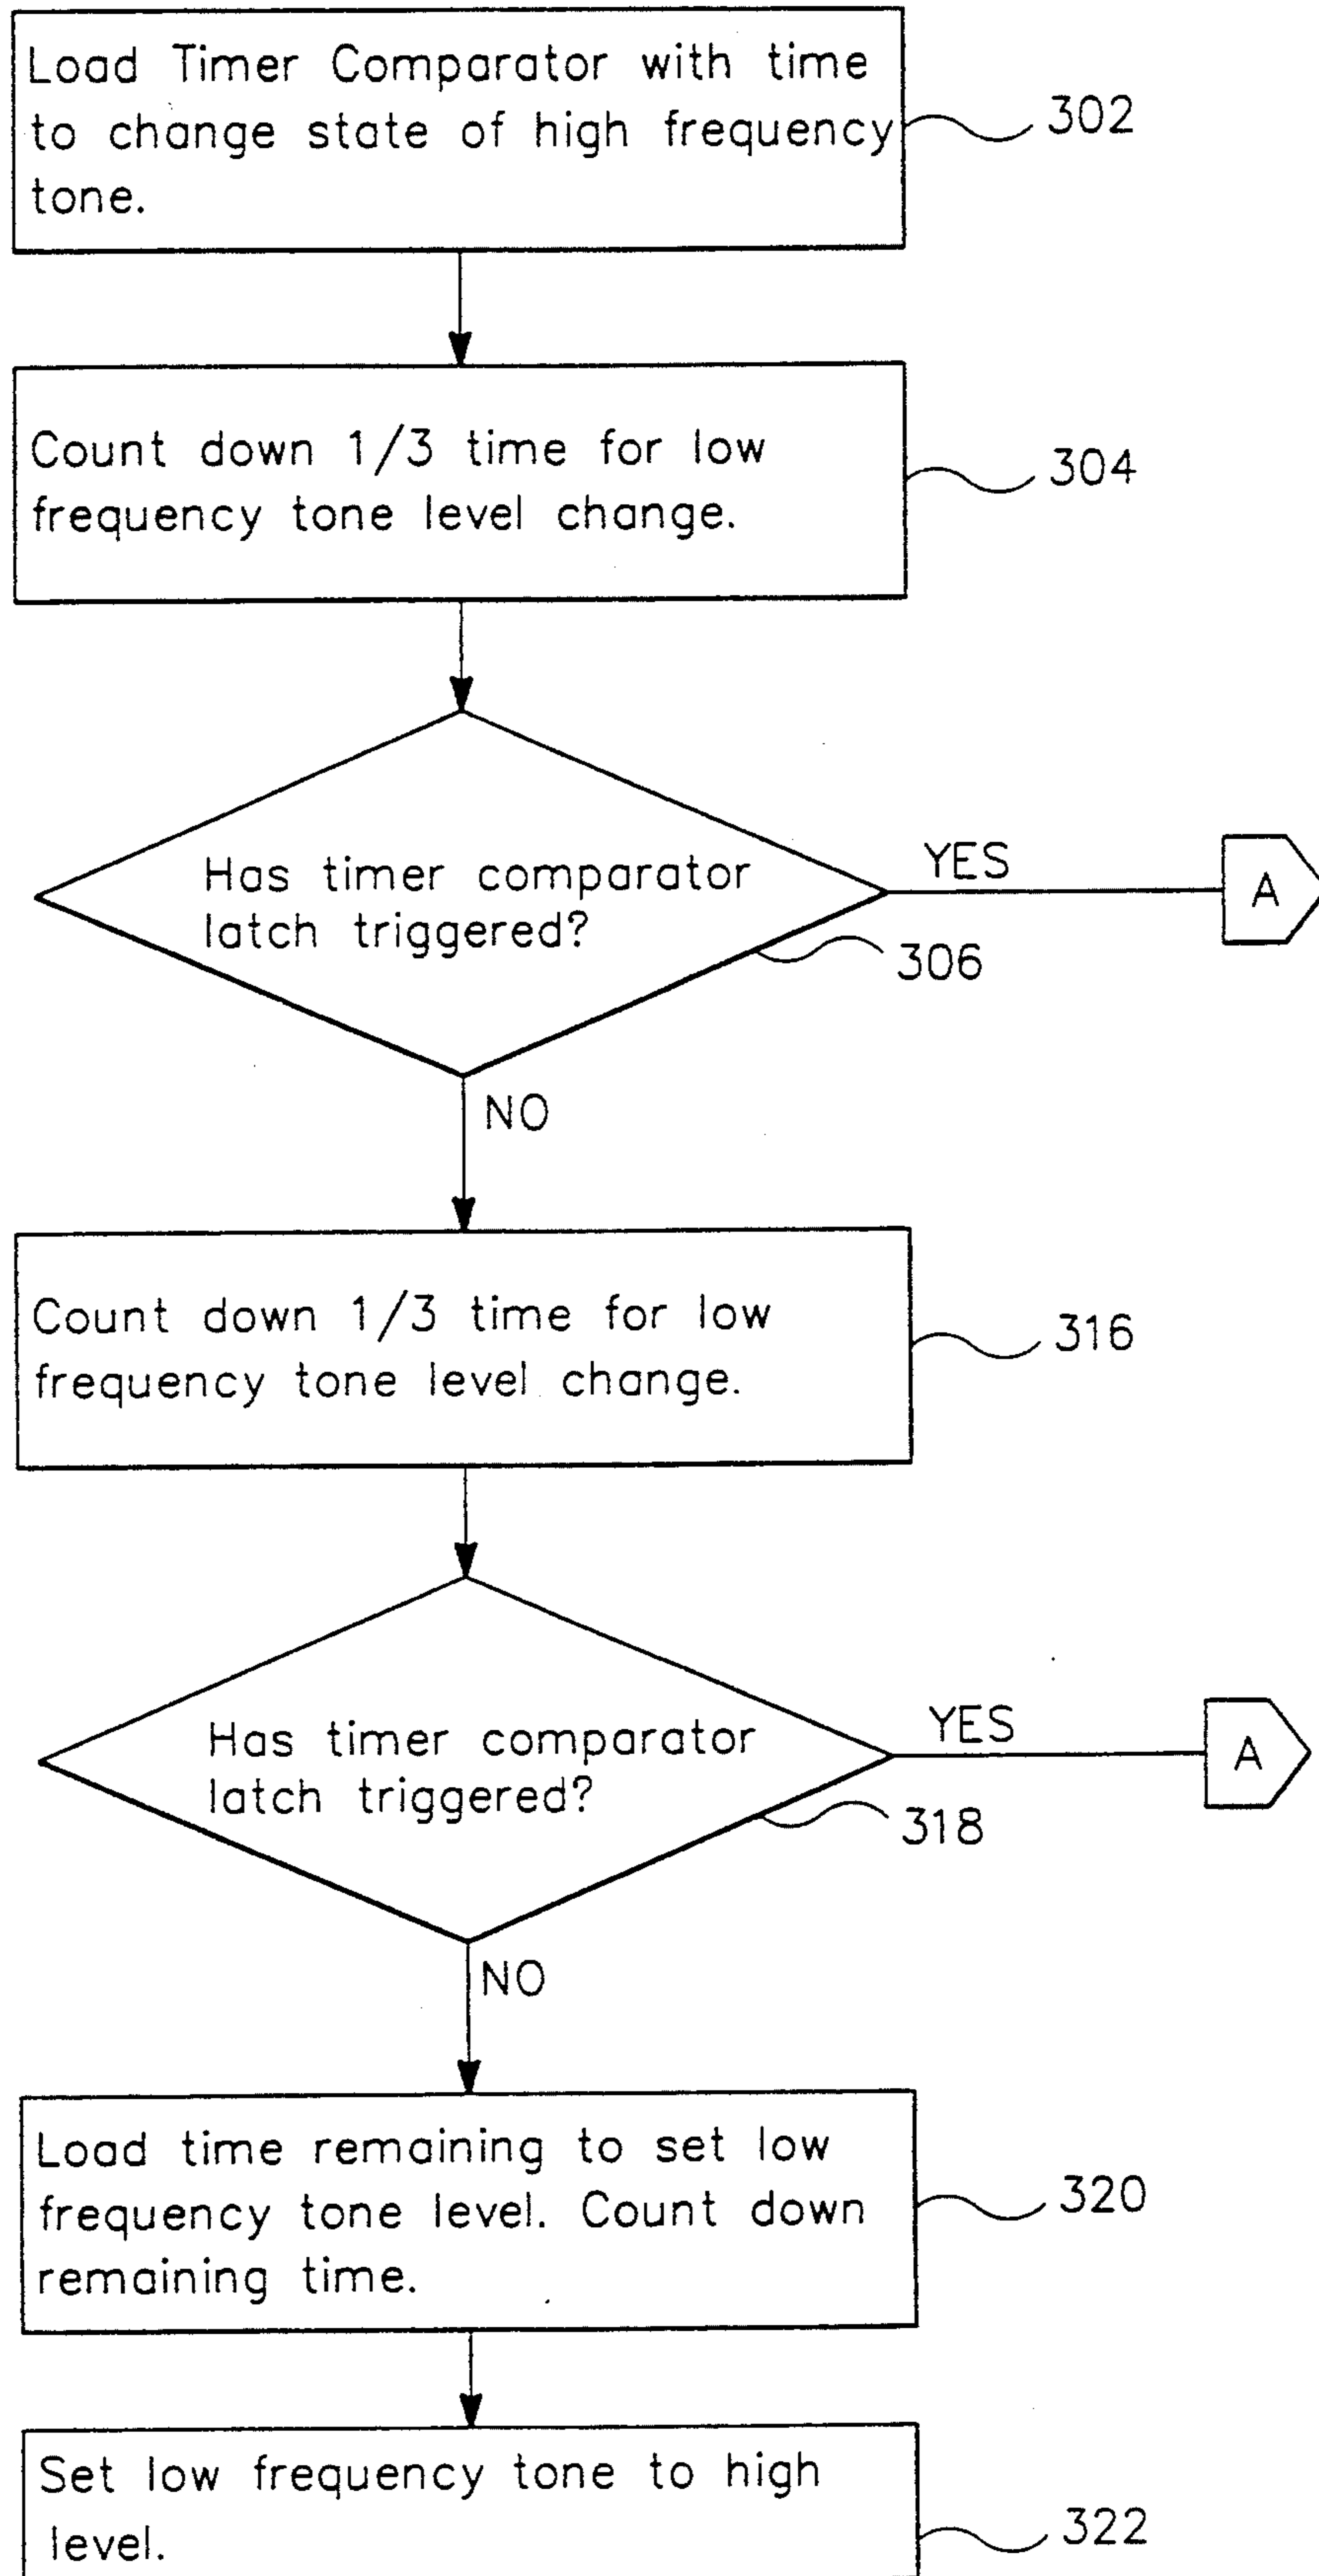 Load Timer Comparator with time
to change state of high frequency
tone.
302
Count down 1/3 time for low
frequency tone level change.
304
Has timer comparator
latch triggered?
YES
A
306
NO
Count down 1/3 time for low
frequency tone level change.
316
Has timer comparator
latch triggered?
YES
A
318
NO
Load time remaining to set low
frequency tone level. Count down
remaining time.
320
Set low frequency tone to high
level.
322